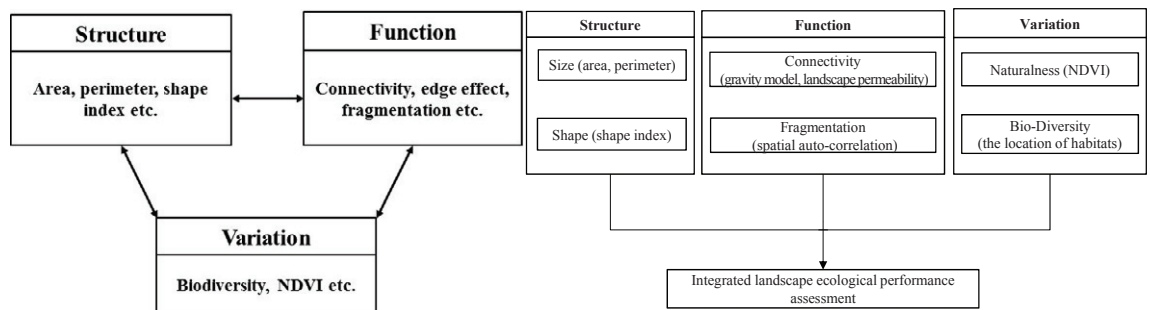 Structure
Area, perimeter, shape
index etc.
Function
Connectivity, edge effect,
fragmentation etc.
Variation
Biodiversity, NDVI etc.
Structure
Size (area, perimeter)
Shape (shape index)
Function
Connectivity
(gravity model, landscape permeability)
Fragmentation
(spatial auto-correlation)
Variation
Naturalness (NDVI)
Bio-Diversity
(the location of habitats)
Integrated landscape ecological performance
assessment